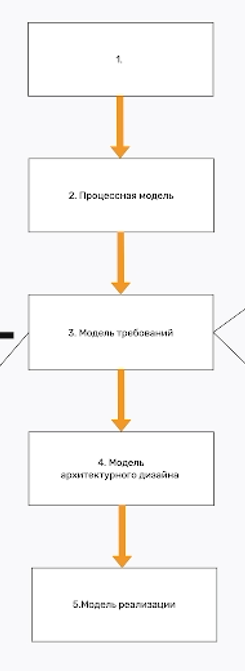 1.
2. Процессная модель
3. Модель требований
4. Модель
архитектурного дизайна
5.Модель реализации